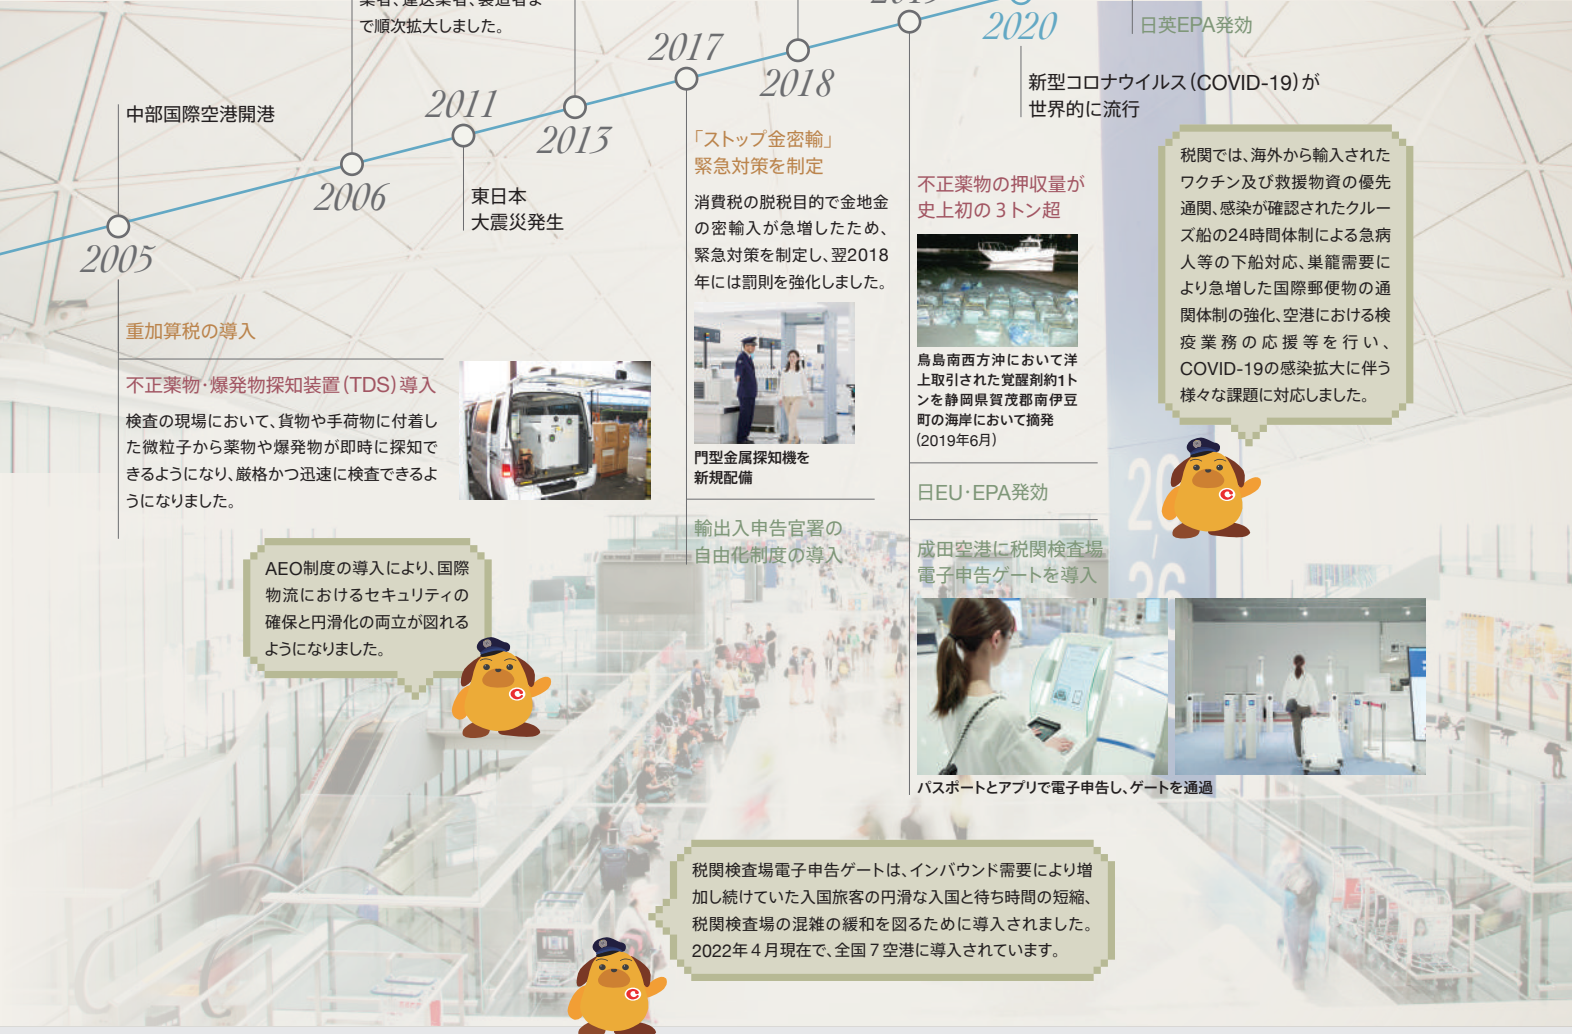 業者、運送業者、製造者ま
で順次拡大しました。
2005
中部国際空港開港
重加算税の導入
不正薬物・爆発物探知装置（TDS）導入
検査の現場において、貨物や手荷物に付着し
た微粒子から薬物や爆発物が即時に探知で
きるようになり、厳格かつ迅速に検査できるよ
うになりました。
2006
AEO制度の導入により、国際
物流におけるセキュリティの
確保と円滑化の両立が図れる
ようになりました。
2011
東日本
大震災発生
2013
2017
「ストップ金密輸」
緊急対策を制定
消費税の脱税目的で金地金
の密輸入が急増したため、
緊急対策を制定し、翌2018
年には罰則を強化しました。
門型金属探知機を
新規配備
輸出入申告官署の
自由化制度の導入
2018
2019
不正薬物の押収量が
史上初の３トン超
鳥島南西方沖において洋
上取引された覚醒剤約1ト
ンを静岡県賀茂郡南伊豆
町の海岸において摘発
（2019年6月）
日EU・EPA発効
成田空港に税関検査場
電子申告ゲートを導入
パスポートとアプリで電子申告し、ゲートを通過
税関検査場電子申告ゲートは、インバウンド需要により増
加し続けていた入国旅客の円滑な入国と待ち時間の短縮、
税関検査場の混雑の緩和を図るために導入されました。
2022年４月現在で、全国７空港に導入されています。
2020
日英EPA発効
新型コロナウイルス（COVID-19）が
世界的に流行
税関では、海外から輸入された
ワクチン及び救援物資の優先
通関、感染が確認されたクルー
ズ船の24時間体制による急病
人等の下船対応、巣籠需要に
より急増した国際郵便物の通
関体制の強化、空港における検
疫業務の応援等を行い、
COVID-19の感染拡大に伴う
様々な課題に対応しました。
20
36